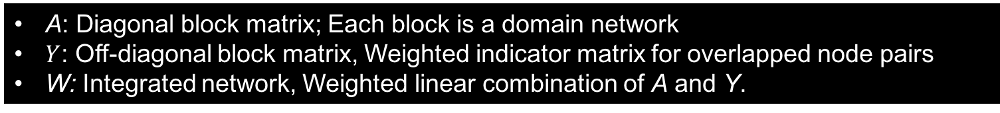 • A: Diagonal block matrix; Each block is a domain network
• Y: Off-diagonal block matrix, Weighted indicator matrix for overlapped node pairs
• W: Integrated network, Weighted linear combination of A and Y.